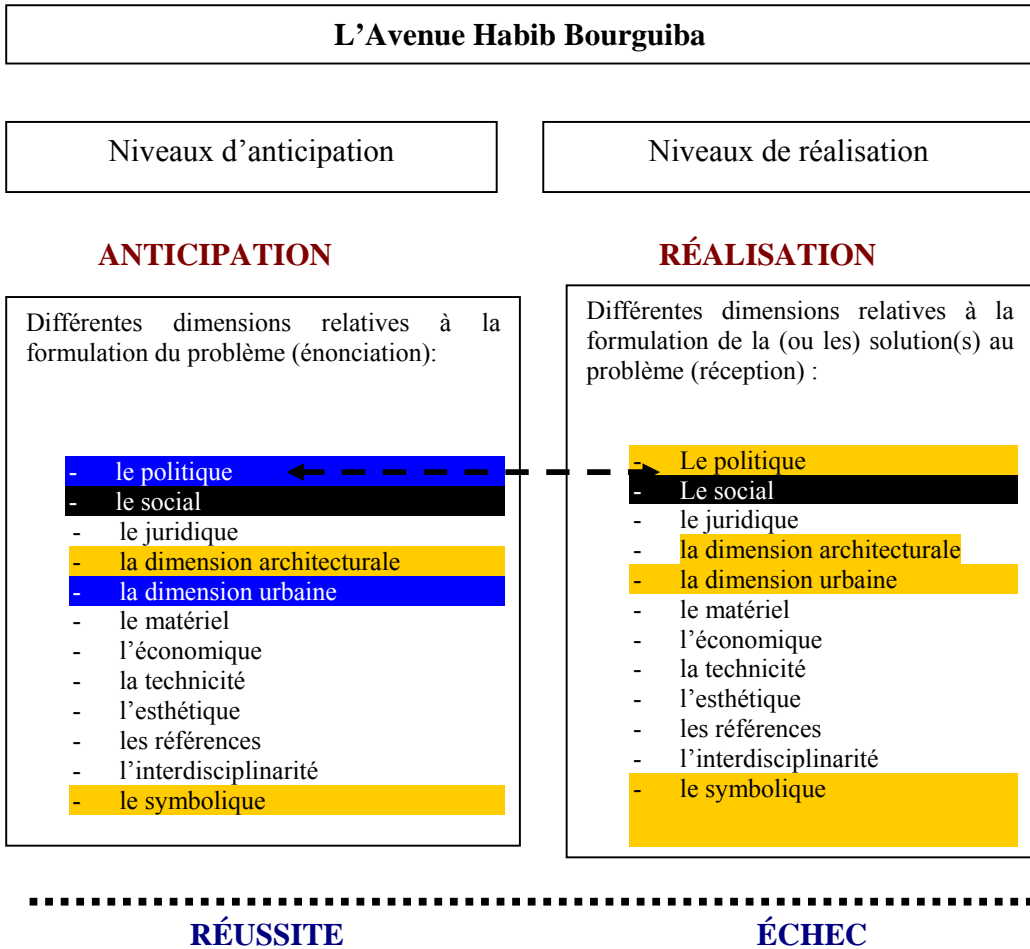 L'Avenue Habib Bourguiba
Niveaux d'anticipation
Niveaux de réalisation
ANTICIPATION
RÉALISATION
Différentes dimensions relatives à la
formulation du problème (énonciation):
- le politique
- le social
- le juridique
- la dimension architecturale
- la dimension urbaine
- le matériel
- l'économique
- la technicité
- l'esthétique
- les références
- l'interdisciplinarité
- le symbolique
Différentes dimensions relatives à la
formulation de la (ou les) solution(s) au
problème (réception) :
- Le politique
- Le social
- le juridique
- la dimension architecturale
- la dimension urbaine
- le matériel
- l'économique
- la technicité
- l'esthétique
- les références
- l'interdisciplinarité
- le symbolique
RÉUSSITE
ÉCHEC